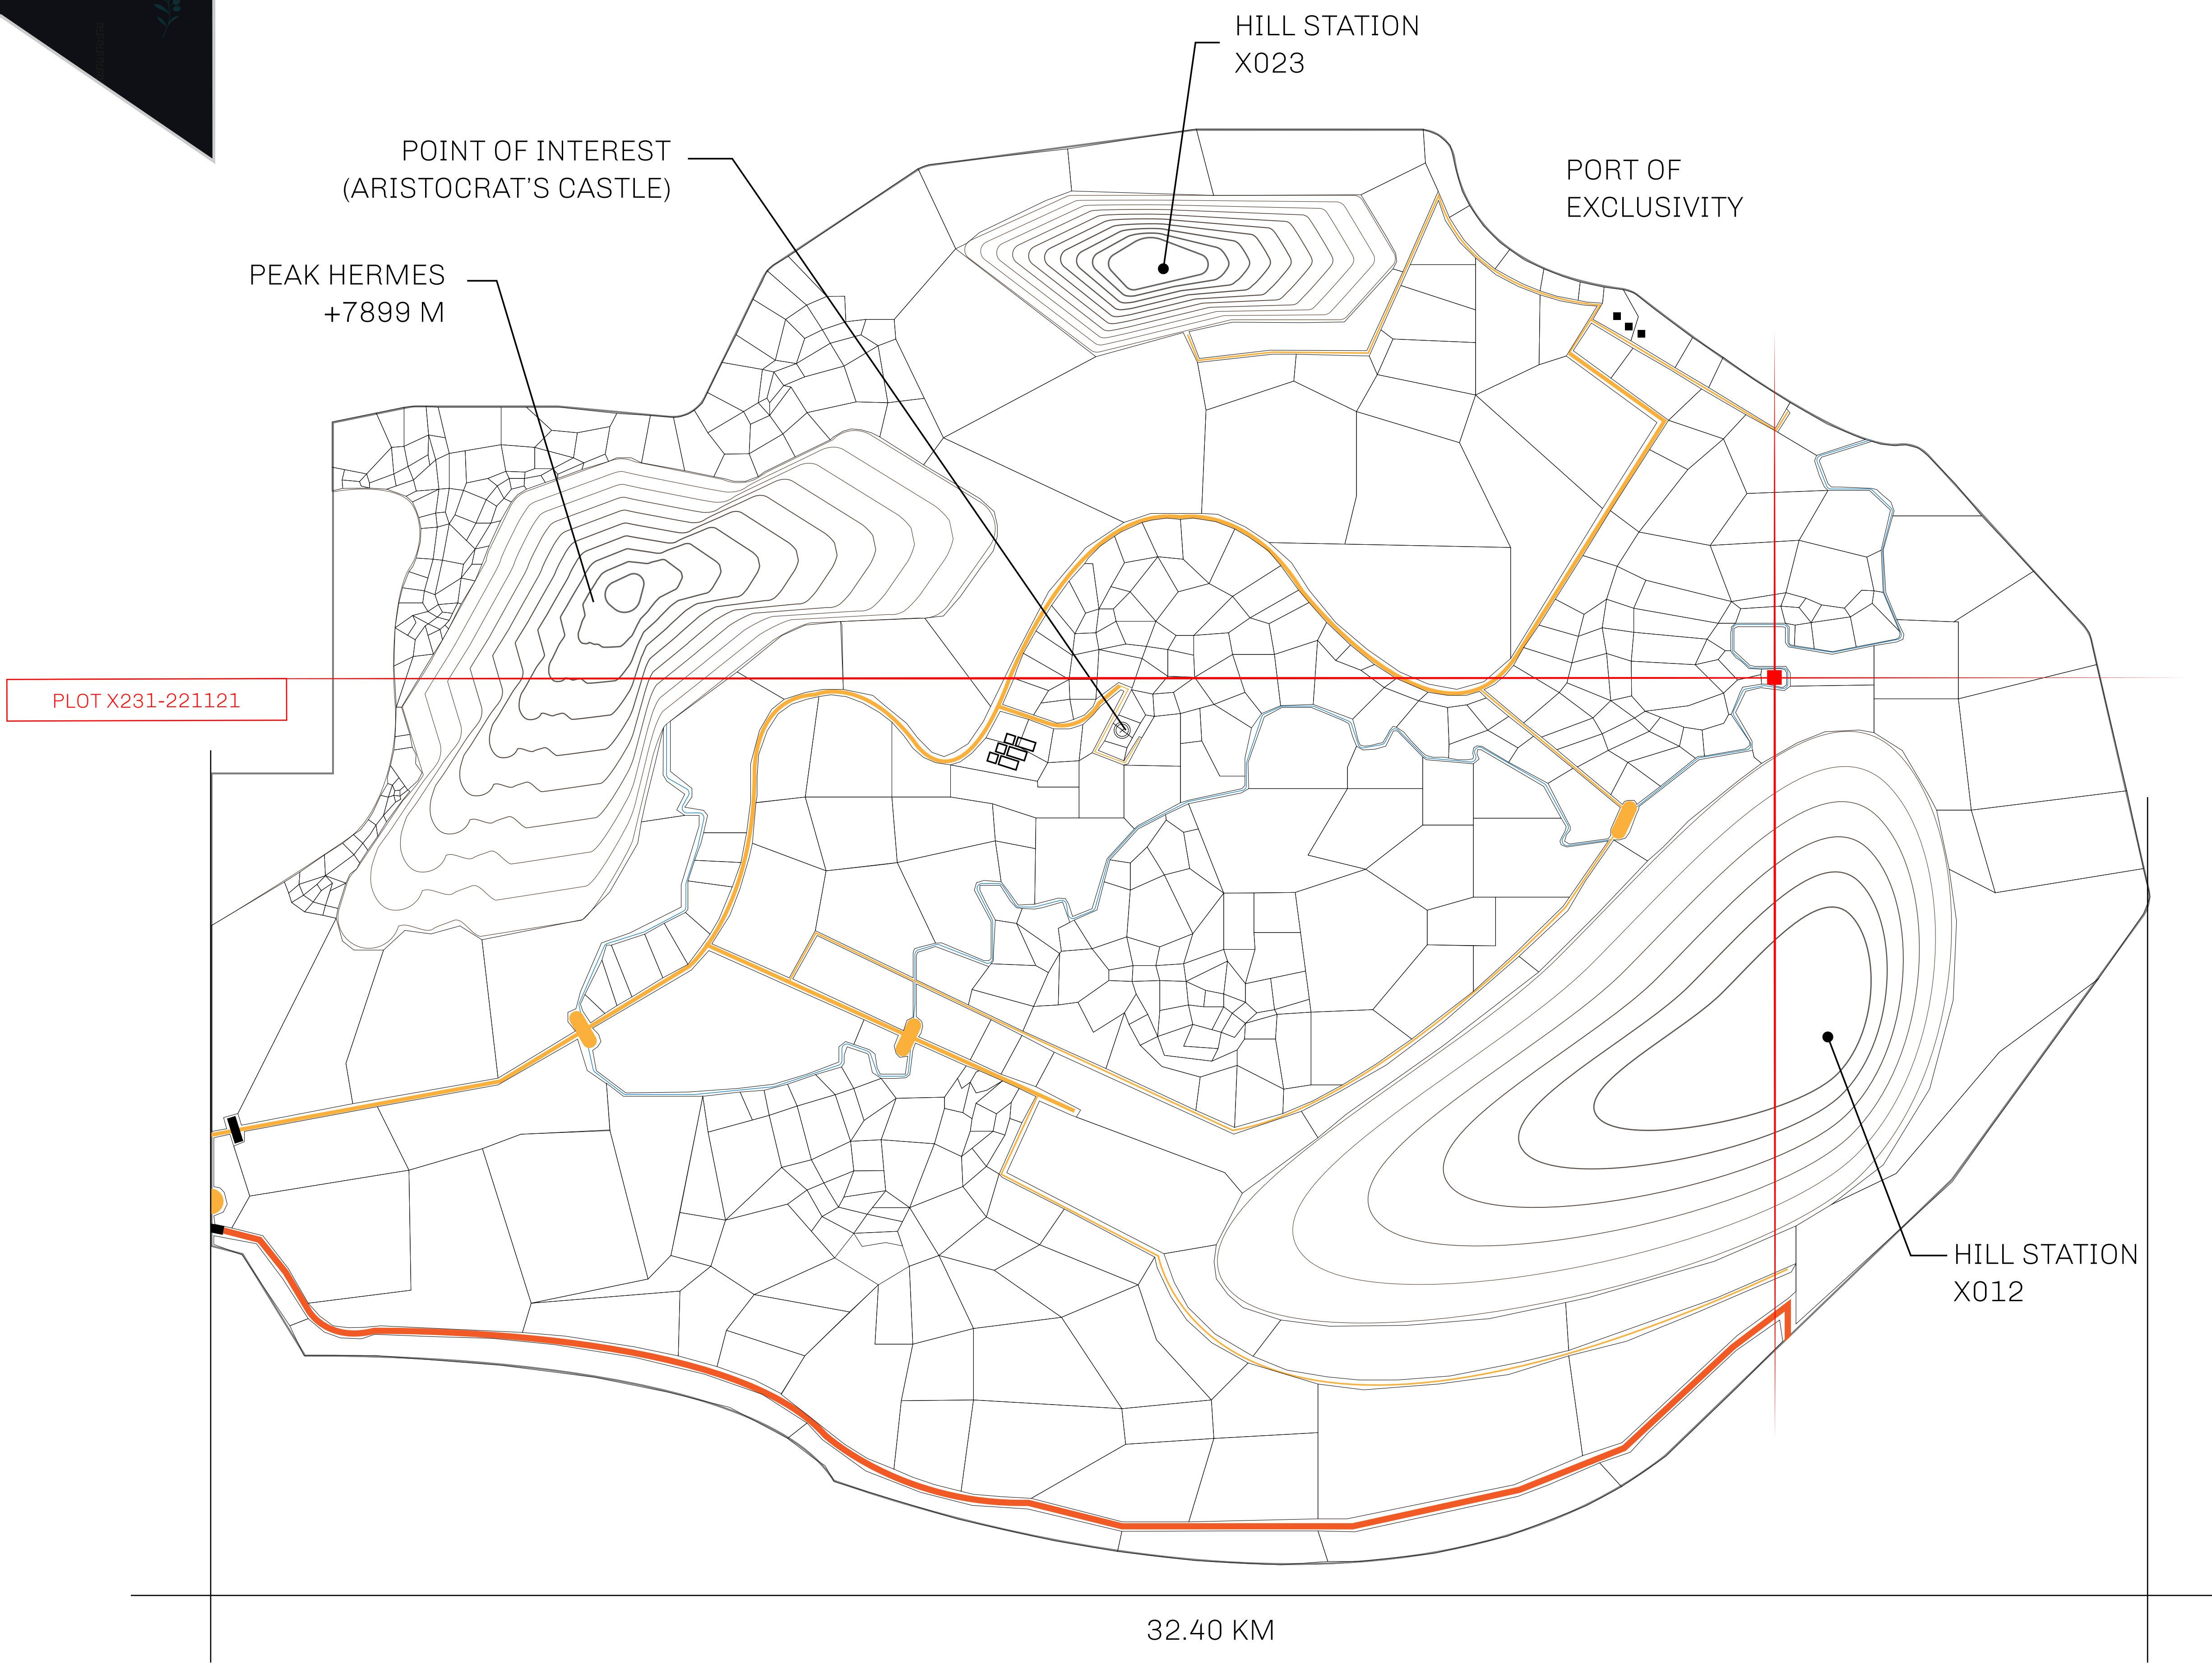 HILL STATION
X023
POINT OF INTEREST
(ARISTOCRAT'S CASTLE)
PORT OF
EXCLUSIVITY
PEAK HERMES
+7899 M
PLOT X231-221121
HILL STATION
X012
32.40 KM